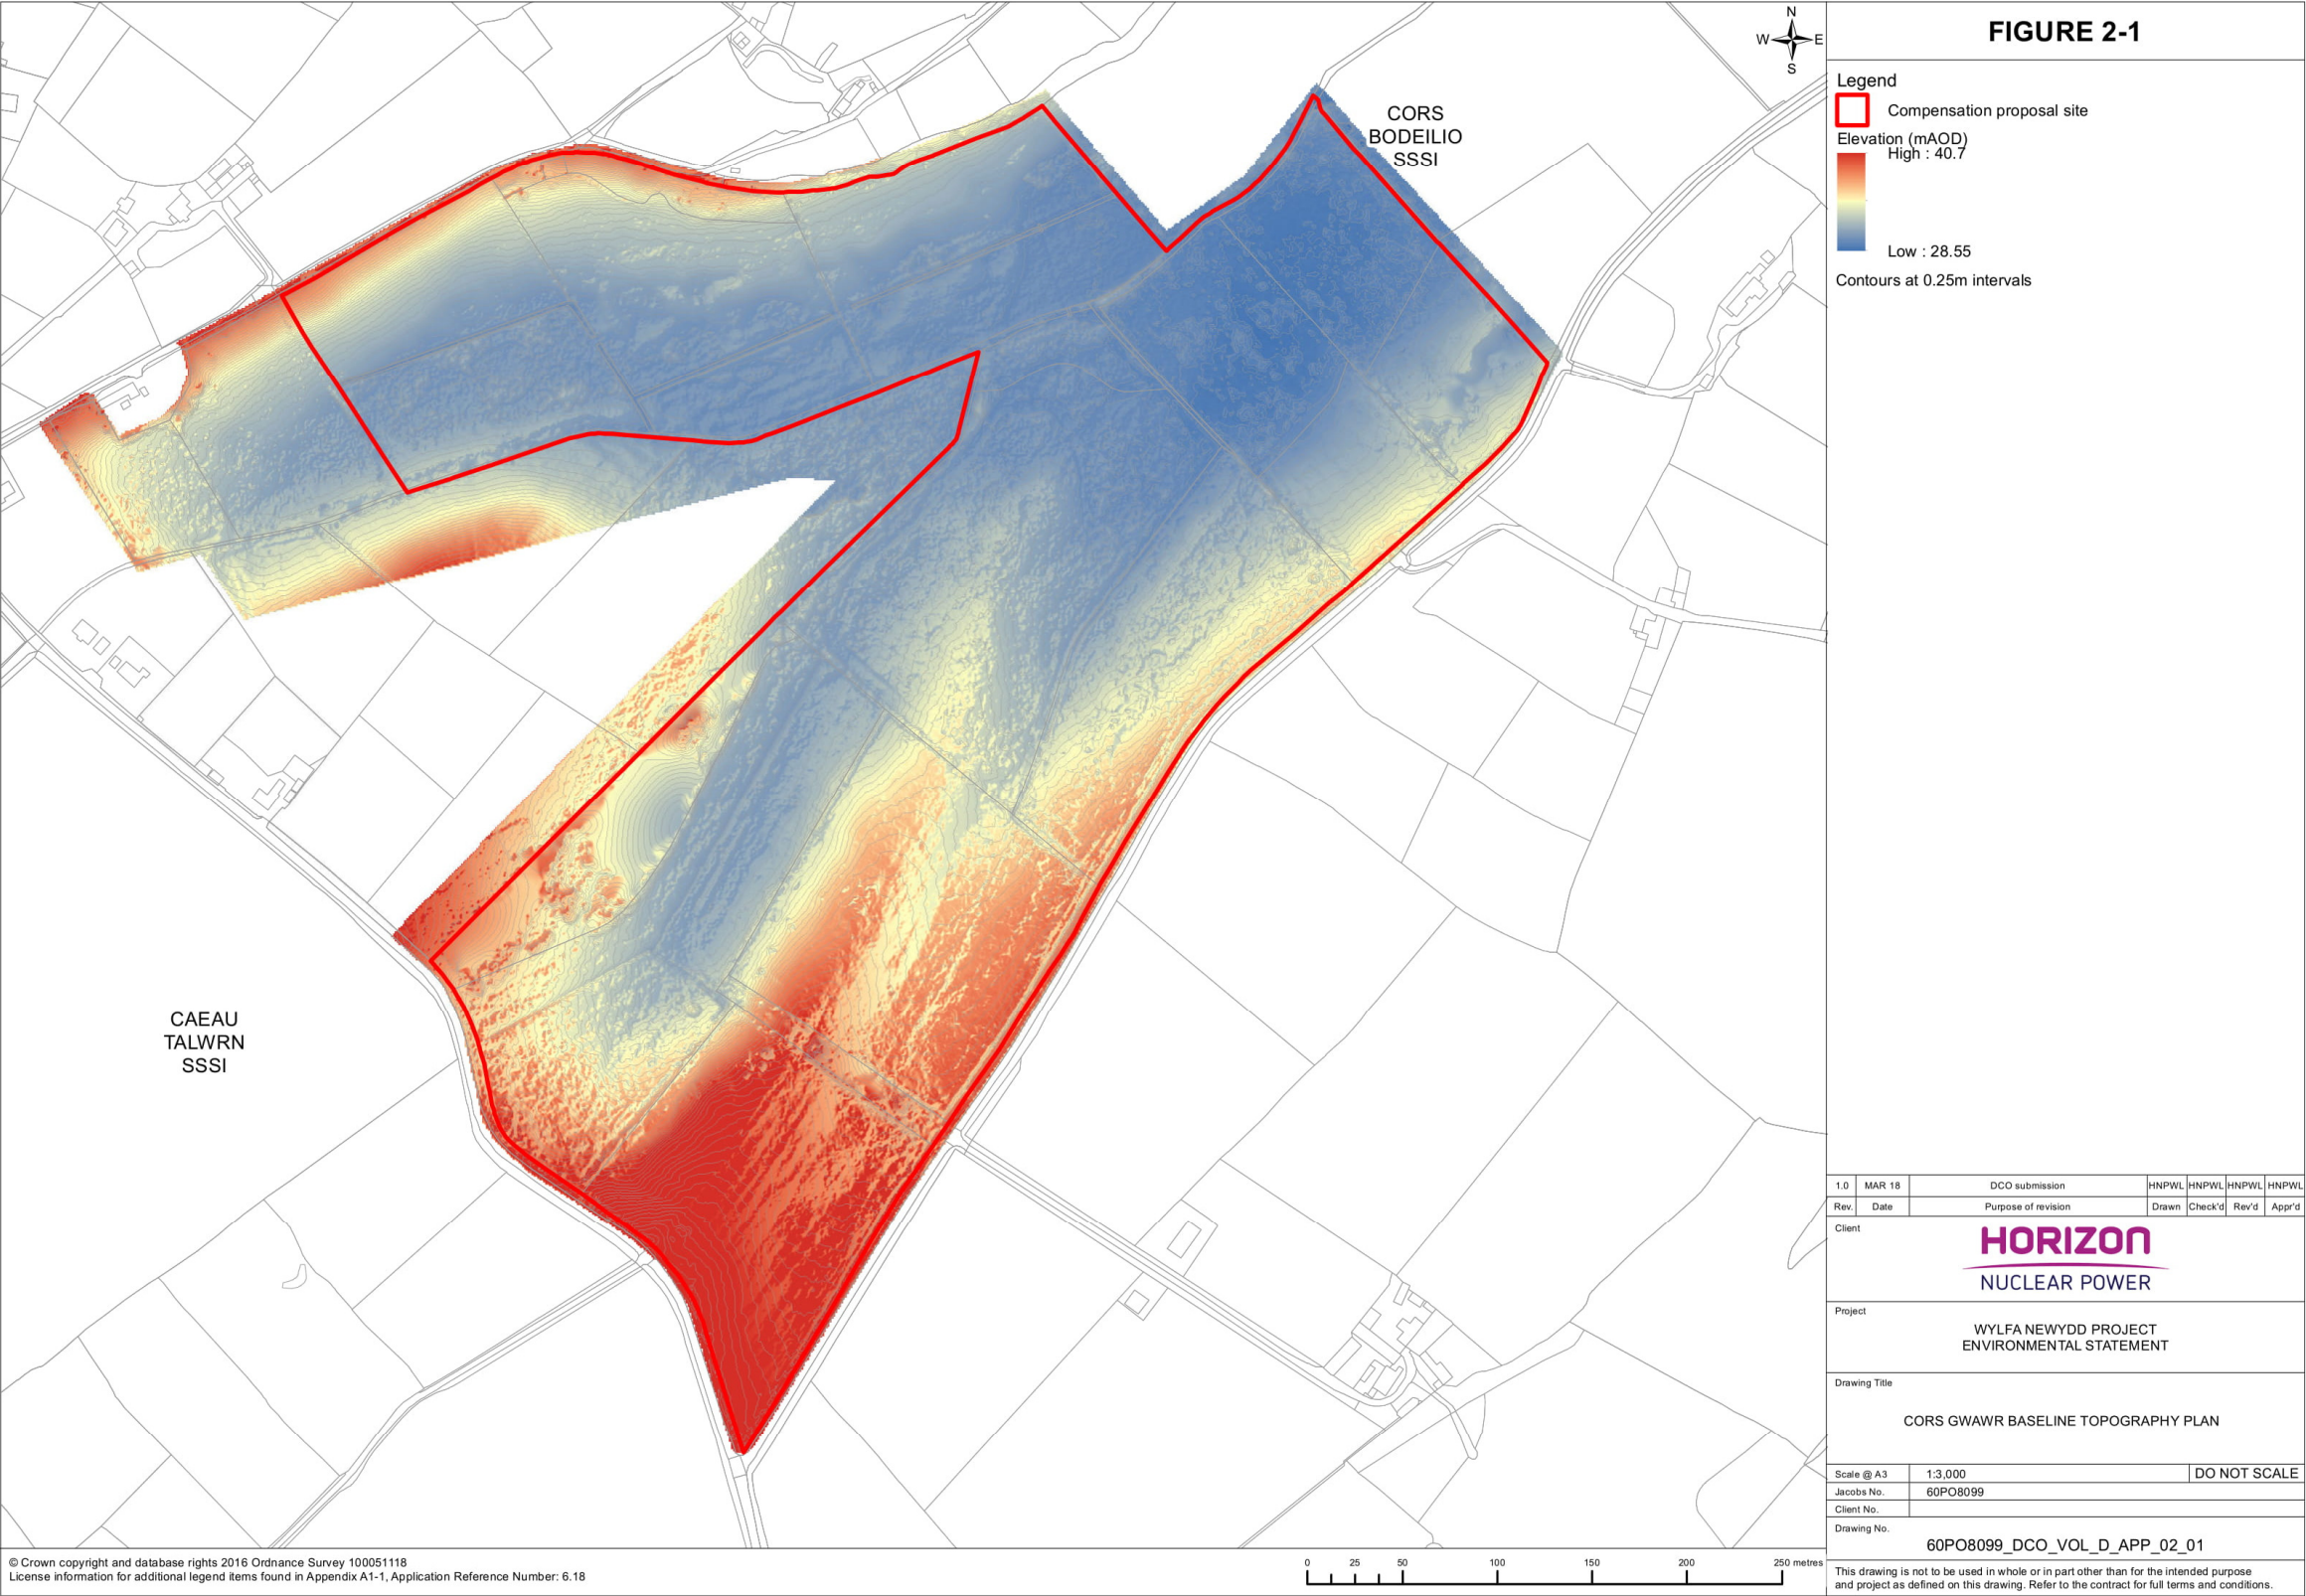 N
W E
S
CORS
BODEILIO
SSSI
CAEAU
TALWRN
SSSI
FIGURE 2-1
Legend
Compensation proposal site
Elevation (mAOD)
High : 40.7
Low : 28.55
Contours at 0.25m intervals
1.0 MAR 18 DCO submission HNPWL HNPWL HNPWL HNPWL
Rev. Date Purpose of revision Drawn Check'd Rev'd Appr'd
Client
HORIZON
NUCLEAR POWER
Project
WYLFA NEWYDD PROJECT
ENVIRONMENTAL STATEMENT
Drawing Title
CORS GWAWR BASELINE TOPOGRAPHY PLAN
Scale @ A3 1:3,000 DO NOT SCALE
Jacobs No. 60PO8099
Client No.
Drawing No.
60PO8099_DCO_VOL_D_APP_02_01
This drawing is not to be used in whole or in part other than for the intended purpose
and project as defined on this drawing. Refer to the contract for full terms and conditions.
© Crown copyright and database rights 2016 Ordnance Survey 100051118
License information for additional legend items found in Appendix A1-1, Application Reference Number: 6.18
0 25 50 100 150 200 250 metres